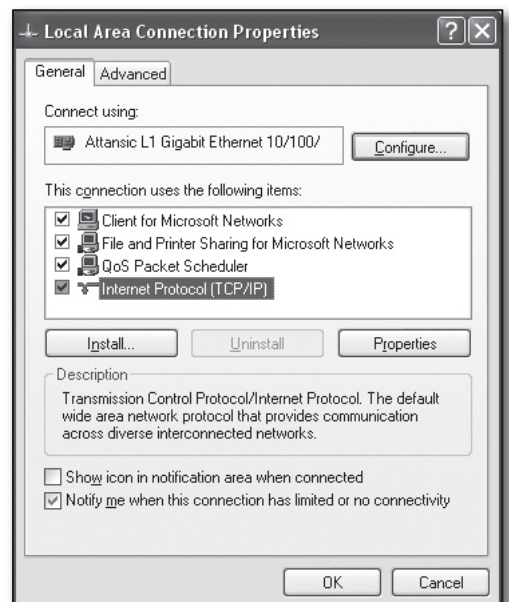 Local Area Connection Properties
General
Advanced
Connect using:
Attansic L1 Gigabit Ethernet 10/100/
Configure...
This connection uses the following items:
Client for Microsoft Networks
File and Printer Sharing for Microsoft Networks
QoS Packet Scheduler
Internet Protocol (TCP/IP)
Install...
Uninstall
Properties
Description
Transmission Control Protocol/Internet Protocol. The default
wide area network protocol that provides communication
across diverse interconnected networks.
Show icon in notification area when connected
Notify me when this connection has limited or no connectivity
OK
Cancel